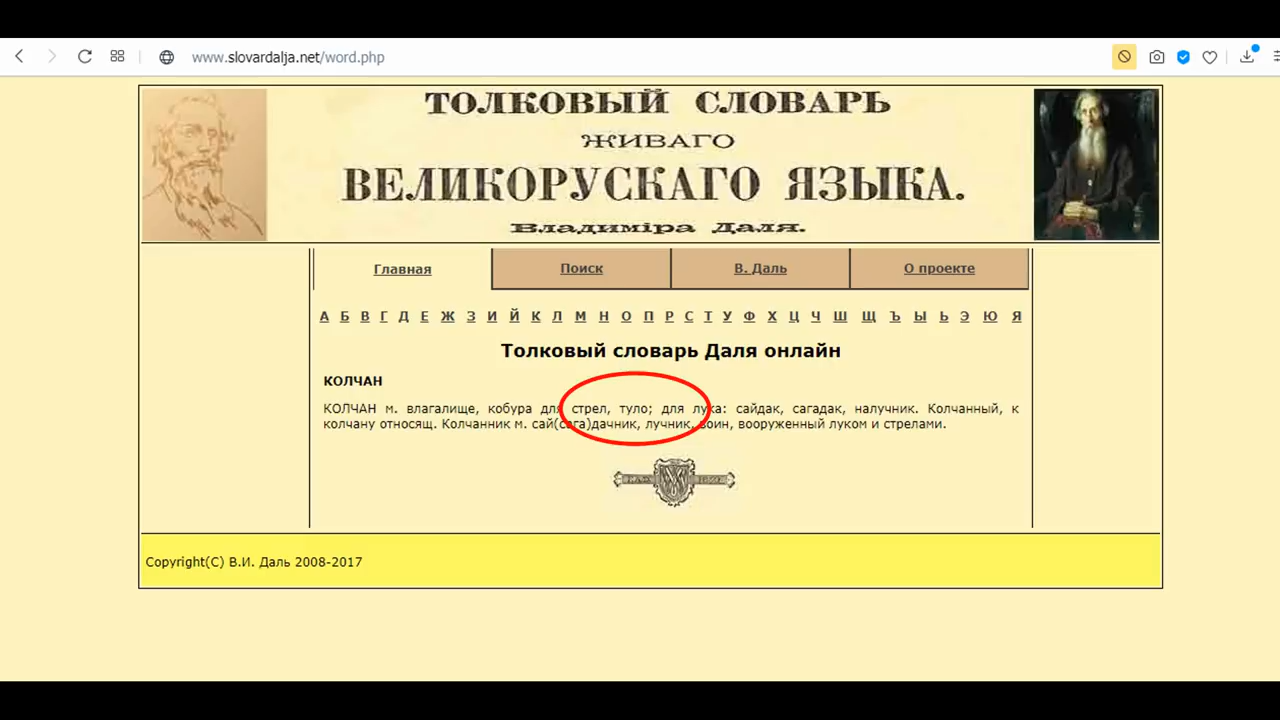 www.slovardalja.net/word.php
ТОЛКОВЫЙ СЛОВАРЬ
ЖИВАГО
ВЕЛИКОРУСКАГО ЯЗЫКА.
Владиміра Даля.
Главная Поиск В. Даль О проекте
А Б В Г Д Е Ж З И Й К Л М Н О П Р С Т У Ф Х Ц Ч Ш Щ Ъ Ы Ь Э Ю Я
Толковый словарь Даля онлайн
КОЛЧАН
КОЛЧАН м. влагалище, кобура для стрел, туло; для лука: сайдак, сагадак, налучник. Колчанный, к
колчану относящ. Колчанник м. сай(сага)дачник, лучник, воин, вооруженный луком и стрелами.
Copyright(C) В.И. Даль 2008-2017